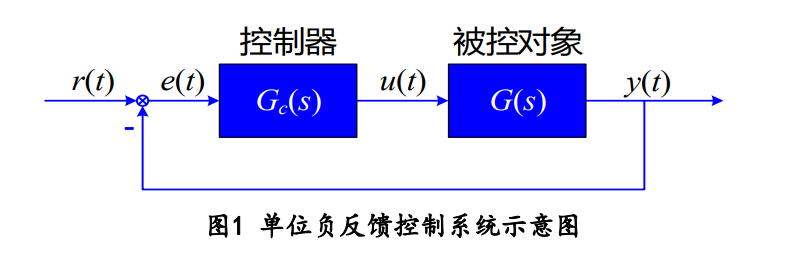 控制器 被控对象
r(t) e(t) u(t) y(t)
G_c(s) G(s)
-
图1 单位负反馈控制系统示意图